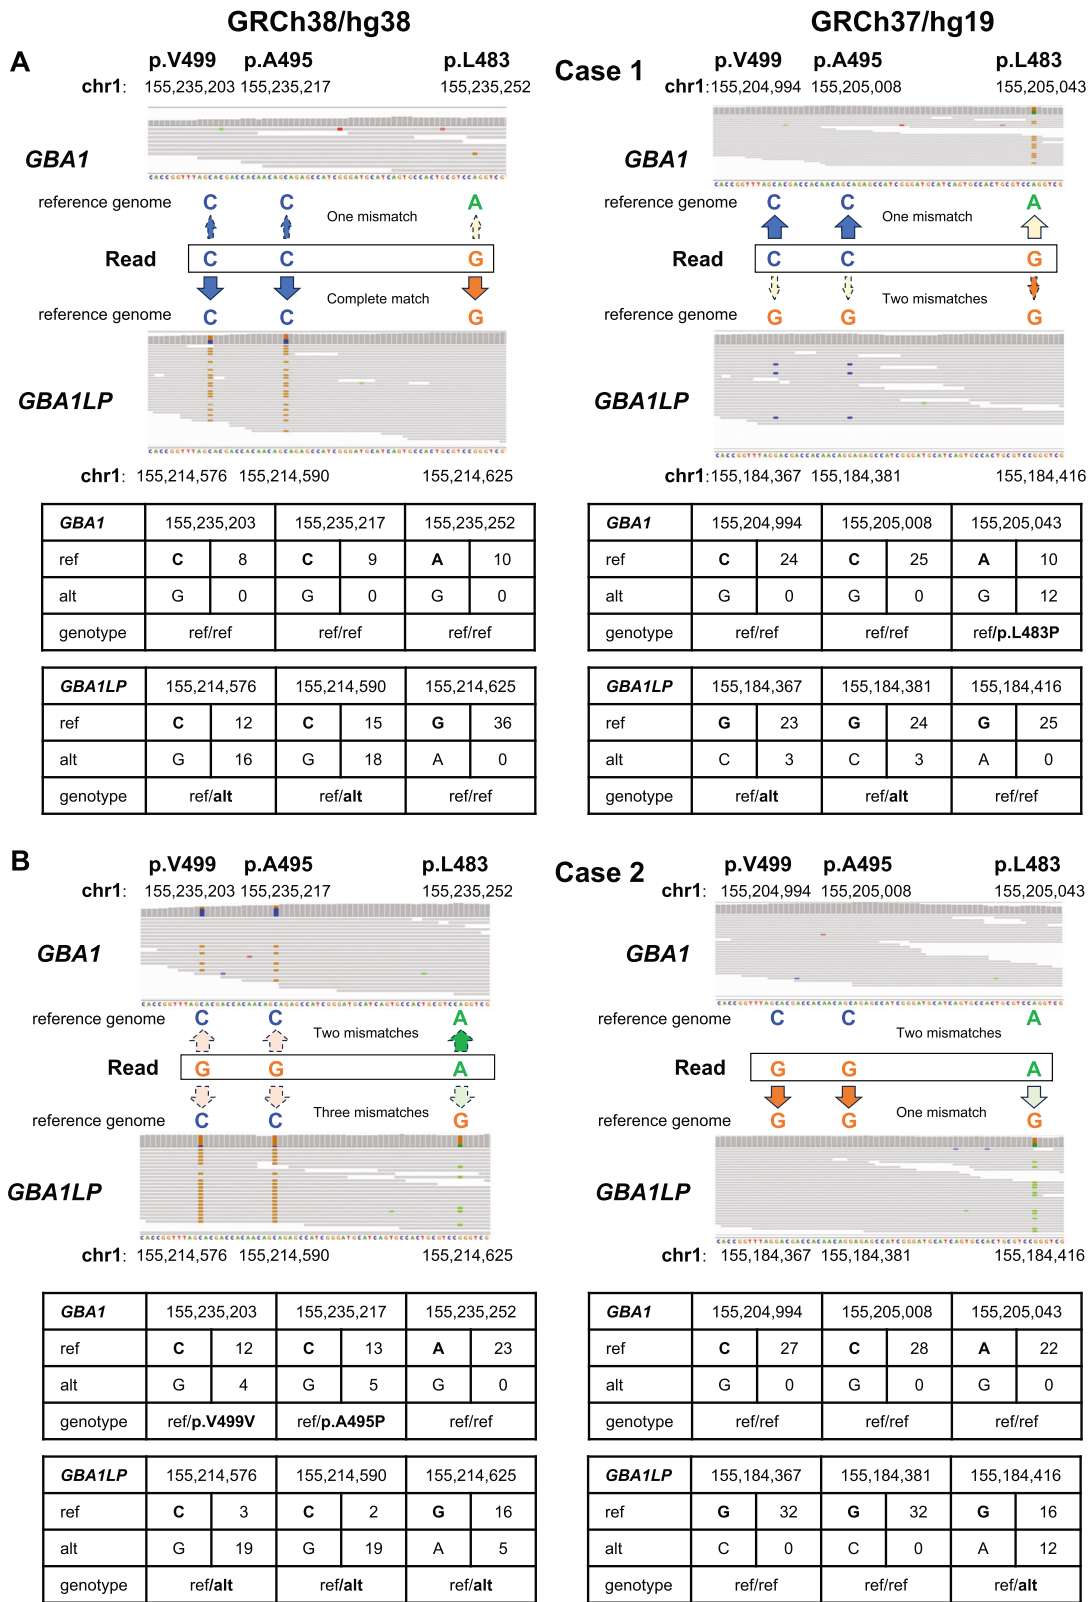 GRCh38/hg38 GRCh37/hg19
A p.V499 p.A495 p.L483 Case 1 p.V499 p.A495 p.L483
chr1: 155,235,203 155,235,217 155,235,252 chr1: 155,204,994 155,205,008 155,205,043
GBA1 GBA1
CACCGGTTTAGCACGACCACAACAGCAGAGCCATCGGGATGCATCAGTGCCACTGCGTCCAGGTCG CACCGGTTTAGCACGACCACAACAGCAGAGCCATCGGGATGCATCAGTGCCACTGCGTCCAGGTCG
reference genome C C A reference genome C C A
One mismatch One mismatch
Read C C G Read C C G
Complete match Two mismatches
reference genome C C G reference genome G G G
GBA1LP GBA1LP
CACCGGTTTAGCACGACCACAACAGCAGAGCCATCGGGATGCATCAGTGCCACTGCGTCCGGGTCG CACCGGTTTAGGACGACCACAACAGGAGAGCCATCGGGATGCATCAGTGCCACTGCGTCCGGGTCG
chr1: 155,214,576 155,214,590 155,214,625 chr1: 155,184,367 155,184,381 155,184,416
GBA1 155,235,203 155,235,217 155,235,252 GBA1 155,204,994 155,205,008 155,205,043
ref C 8 C 9 A 10 ref C 24 C 25 A 10
alt G 0 G 0 G 0 alt G 0 G 0 G 12
genotype ref/ref ref/ref ref/ref genotype ref/ref ref/ref ref/p.L483P
GBA1LP 155,214,576 155,214,590 155,214,625 GBA1LP 155,184,367 155,184,381 155,184,416
ref C 12 C 15 G 36 ref G 23 G 24 G 25
alt G 16 G 18 A 0 alt C 3 C 3 A 0
genotype ref/alt ref/alt ref/ref genotype ref/alt ref/alt ref/ref
B p.V499 p.A495 p.L483 Case 2 p.V499 p.A495 p.L483
chr1: 155,235,203 155,235,217 155,235,252 chr1: 155,204,994 155,205,008 155,205,043
GBA1 GBA1
CACCGGTTTAGCACGACCACAACAGCAGAGCCATCGGGATGCATCAGTGCCACTGCGTCCAGGTCG CACCGGTTTAGCACGACCACAACAGCAGAGCCATCGGGATGCATCAGTGCCACTGCGTCCAGGTCG
reference genome C C A reference genome C C A
Two mismatches Two mismatches
Read G G A Read G G A
Three mismatches One mismatch
reference genome C C G reference genome G G G
GBA1LP GBA1LP
CACCGGTTTAGCACGACCACAACAGCAGAGCCATCGGGATGCATCAGTGCCACTGCGTCCGGGTCG CACCGGTTTAGGACGACCACAACAGGAGAGCCATCGGGATGCATCAGTGCCACTGCGTCCGGGTCG
chr1: 155,214,576 155,214,590 155,214,625 chr1: 155,184,367 155,184,381 155,184,416
GBA1 155,235,203 155,235,217 155,235,252 GBA1 155,204,994 155,205,008 155,205,043
ref C 12 C 13 A 23 ref C 27 C 28 A 22
alt G 4 G 5 G 0 alt G 0 G 0 G 0
genotype ref/p.V499V ref/p.A495P ref/ref genotype ref/ref ref/ref ref/ref
GBA1LP 155,214,576 155,214,590 155,214,625 GBA1LP 155,184,367 155,184,381 155,184,416
ref C 3 C 2 G 16 ref G 32 G 32 G 16
alt G 19 G 19 A 5 alt C 0 C 0 A 12
genotype ref/alt ref/alt ref/alt genotype ref/ref ref/ref ref/alt